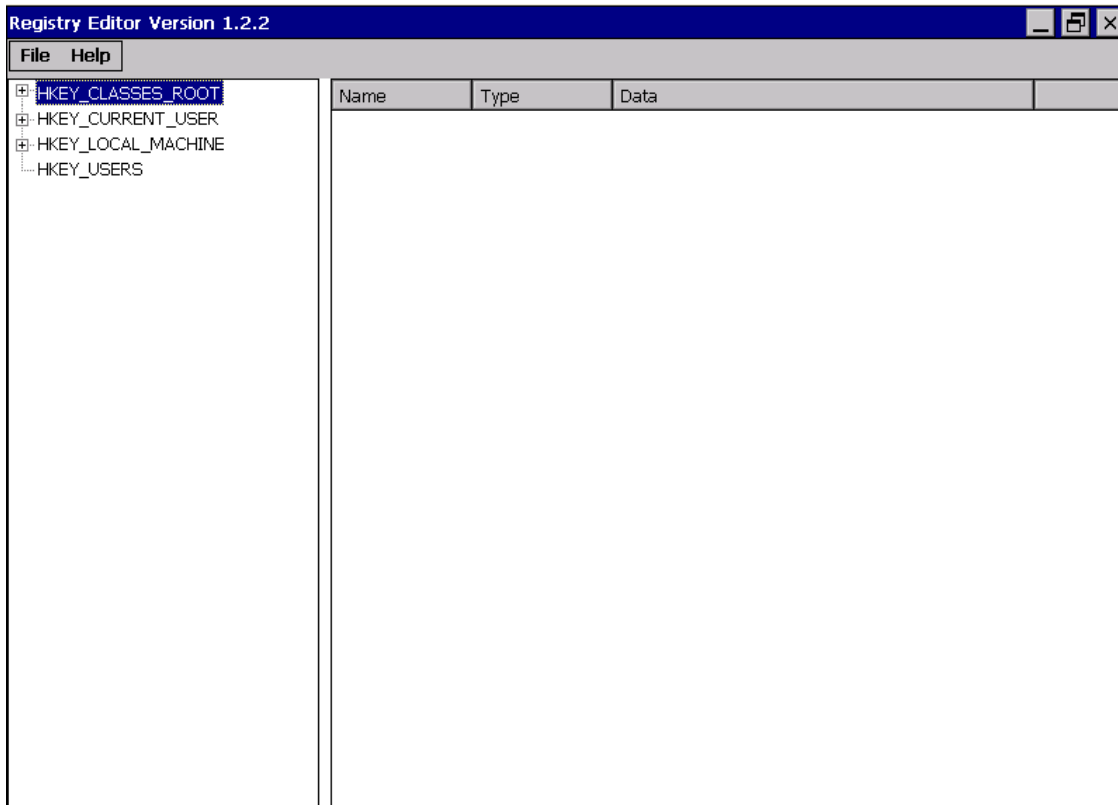 Registry Editor Version 1.2.2
File Help
HKEY_CLASSES_ROOT
HKEY_CURRENT_USER
HKEY_LOCAL_MACHINE
HKEY_USERS
Name Type Data